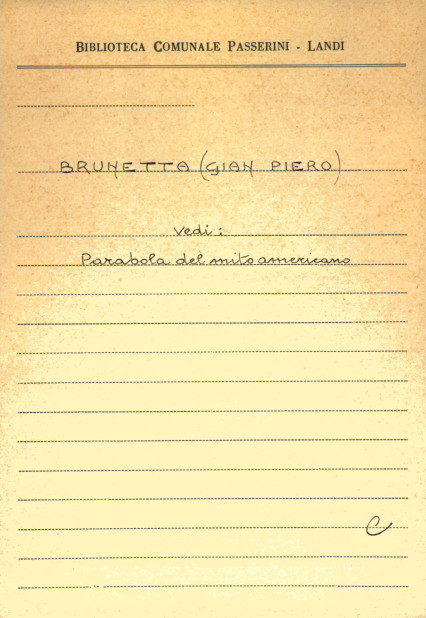 BIBLIOTECA COMUNALE PASSERINI - LANDI
BRUNETTA (GIAN PIERO)
Vedi:
Parabola del mito americano
C